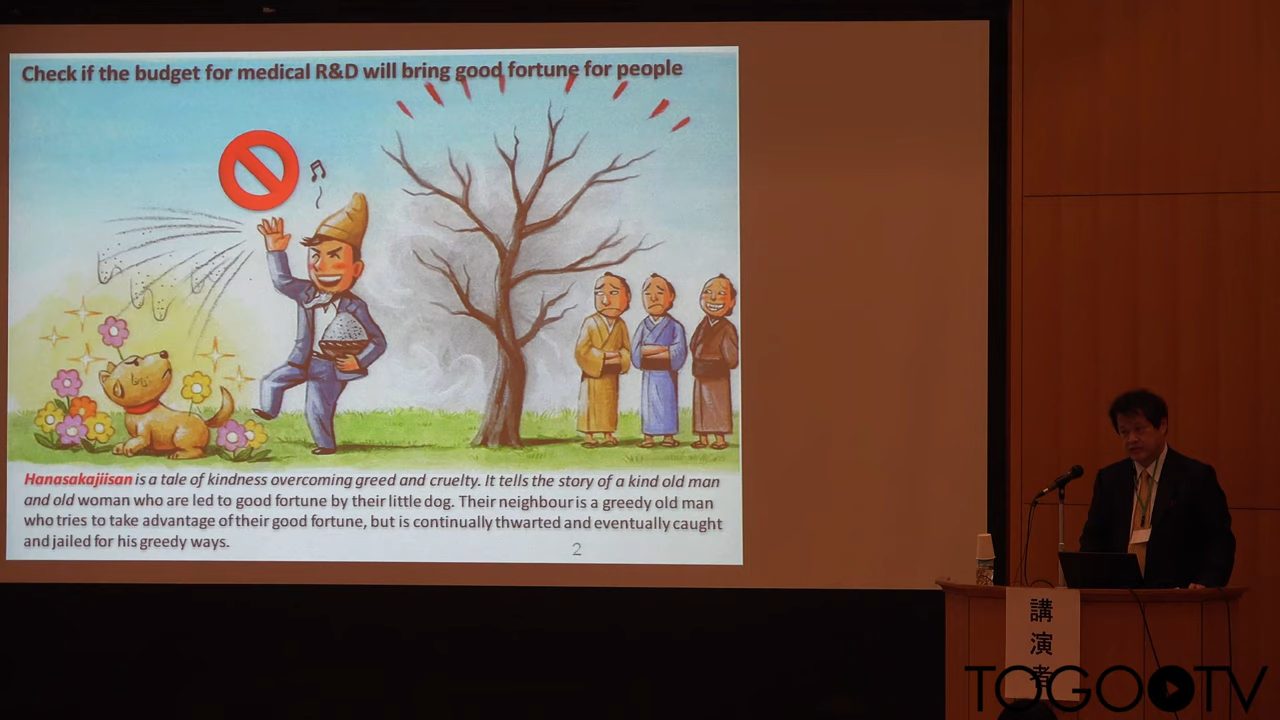 Check if the budget for medical R&D will bring good fortune for people
Hanasakajiisan is a tale of kindness overcoming greed and cruelty. It tells the story of a kind old man
and old woman who are led to good fortune by their little dog. Their neighbour is a greedy old man
who tries to take advantage of their good fortune, but is continually thwarted and eventually caught
and jailed for his greedy ways.
2
講
演
者
TOGOTV